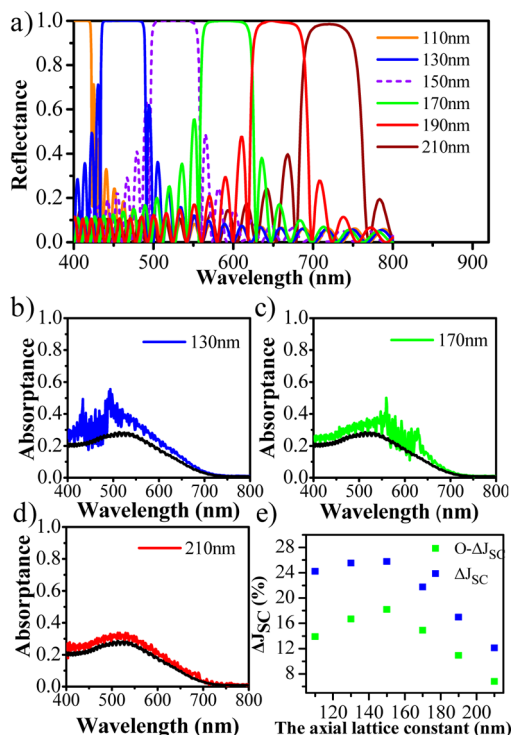 a)
1.0
0.8
0.6
0.4
0.2
0.0
Reflectance
110nm
130nm
150nm
170nm
190nm
210nm
400 500 600 700 800 900
Wavelength (nm)
b)
1.0
0.8
0.6
0.4
0.2
0.0
Absorptance
130nm
400 500 600 700 800
Wavelength (nm)
c)
1.0
0.8
0.6
0.4
0.2
0.0
Absorptance
170nm
400 500 600 700 800
Wavelength (nm)
d)
1.0
0.8
0.6
0.4
0.2
0.0
Absorptance
210nm
400 500 600 700 800
Wavelength (nm)
e)
28
24
20
16
12
8
ΔJSC (%)
O-ΔJSC
ΔJSC
120 140 160 180 200
The axial lattice constant (nm)